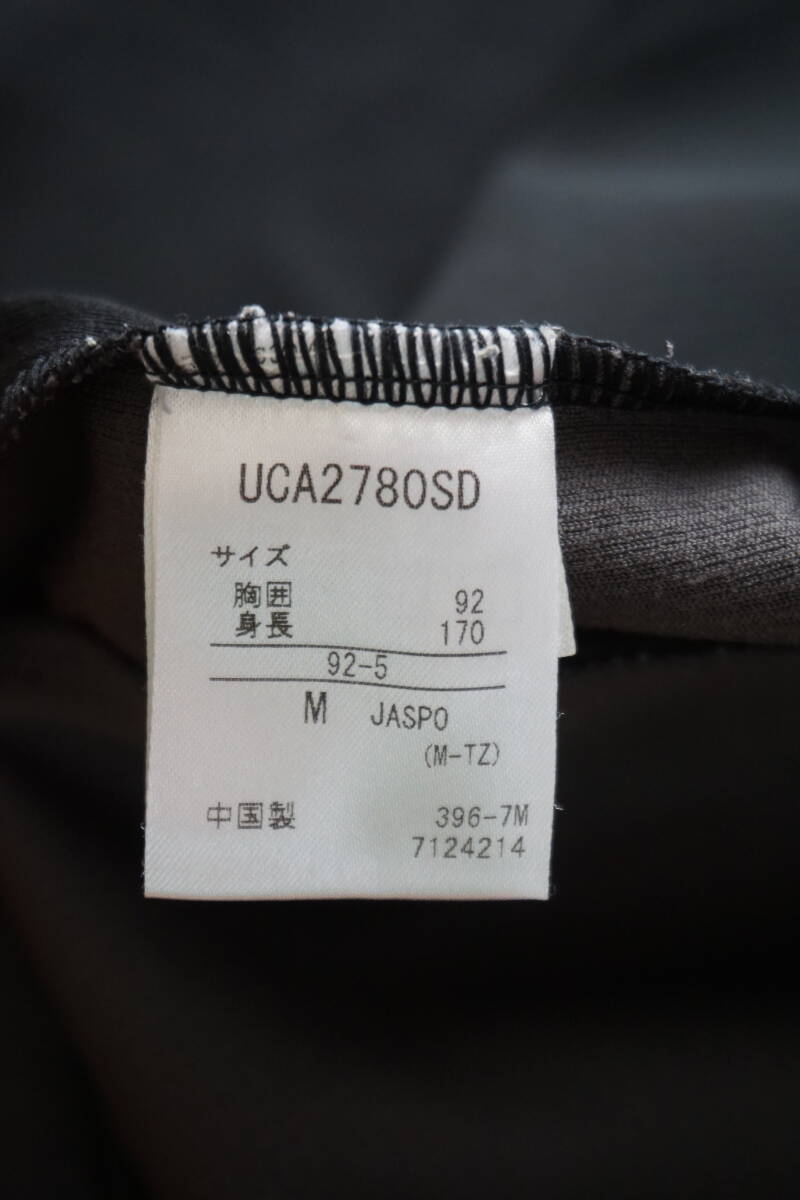 UCA2780SD
サイズ
胸囲 92
身長 170
92-5
M JASPO
(M-TZ)
中国製 396-7M
7124214